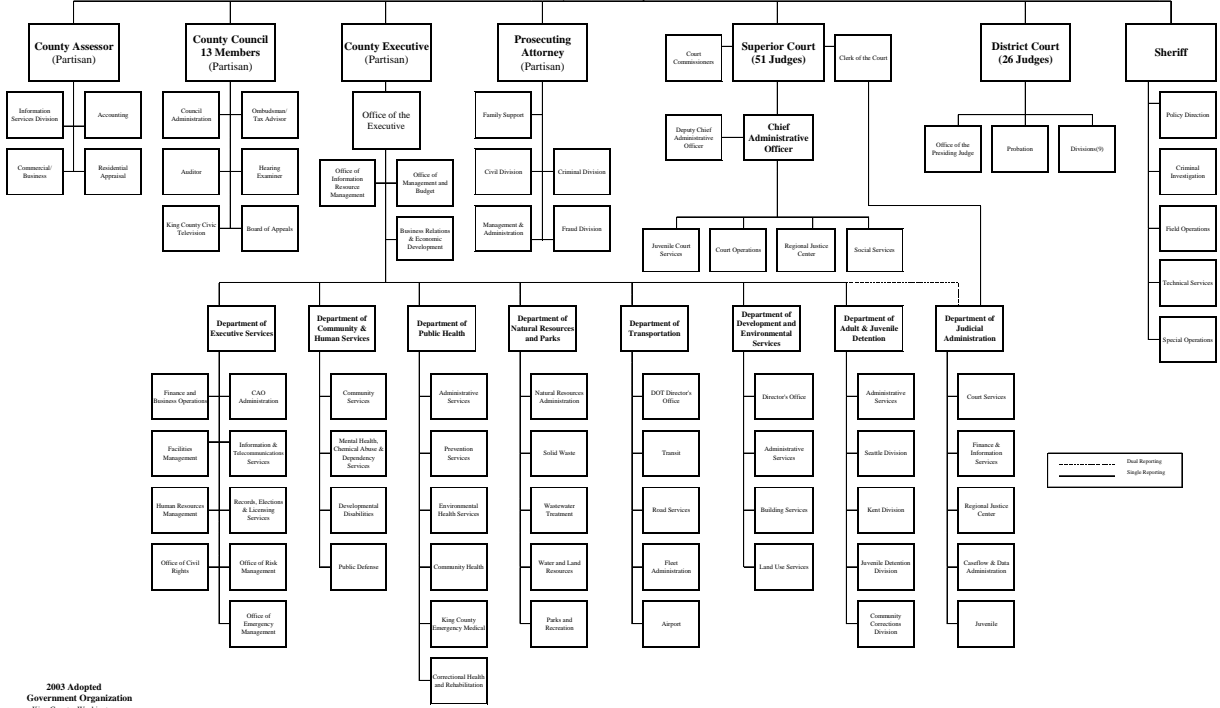 County Assessor
(Partisan)
County Council
13 Members
(Partisan)
County Executive
(Partisan)
Prosecuting
Attorney
(Partisan)
Court
Commissioners
Superior Court
(51 Judges)
Clerk of the Court
District Court
(26 Judges)
Sheriff
Information
Services Division
Accounting
Commercial/
Business
Residential
Appraisal
Council
Administration
Ombudsman/
Tax Advisor
Auditor
Hearing
Examiner
King County Civic
Television
Board of Appeals
Office of the
Executive
Office of
Information
Resource
Management
Office of
Management and
Budget
Business Relations
& Economic
Development
Family Support
Civil Division
Criminal Division
Management &
Administration
Fraud Division
Deputy Chief
Administrative
Officer
Chief
Administrative
Officer
Juvenile Court
Services
Court Operations
Regional Justice
Center
Social Services
Office of the
Presiding Judge
Probation
Divisions(9)
Policy Direction
Criminal
Investigation
Field Operations
Technical Services
Special Operations
Department of
Executive Services
Department of
Community &
Human Services
Department of
Public Health
Department of
Natural Resources
and Parks
Department of
Transportation
Department of
Development and
Environmental
Services
Department of
Adult & Juvenile
Detention
Department of
Judicial
Administration
Finance and
Business Operations
CAO
Administration
Facilities
Management
Information &
Telecommunications
Services
Human Resources
Management
Records, Elections
& Licensing
Services
Office of Civil
Rights
Office of Risk
Management
Office of
Emergency
Management
Community
Services
Mental Health,
Chemical Abuse &
Dependency
Services
Developmental
Disabilities
Public Defense
Administrative
Services
Prevention
Services
Environmental
Health Services
Community Health
King County
Emergency Medical
Correctional Health
and Rehabilitation
Natural Resources
Administration
Solid Waste
Wastewater
Treatment
Water and Land
Resources
Parks and
Recreation
DOT Director's
Office
Transit
Road Services
Fleet
Administration
Airport
Director's Office
Administrative
Services
Building Services
Land Use Services
Administrative
Services
Seattle Division
Kent Division
Juvenile Detention
Division
Community
Corrections
Division
Court Services
Finance &
Information
Services
Regional Justice
Center
Caseflow & Data
Administration
Juvenile
Dual Reporting
Single Reporting
2003 Adopted
Government Organization